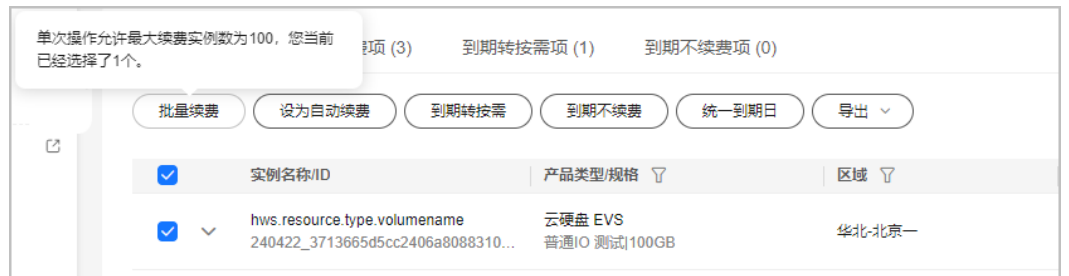 单次操作允许最大续费实例数为100，您当前
已经选择了1个。
费项 (3) 到期转按需项 (1) 到期不续费项 (0)
批量续费 设为自动续费 到期转按需 到期不续费 统一到期日 导出
实例名称/ID 产品类型/规格 区域
hws.resource.type.volumename 云硬盘 EVS
华北-北京一
240422_3713665d5cc2406a8088310... 普通IO 测试|100GB